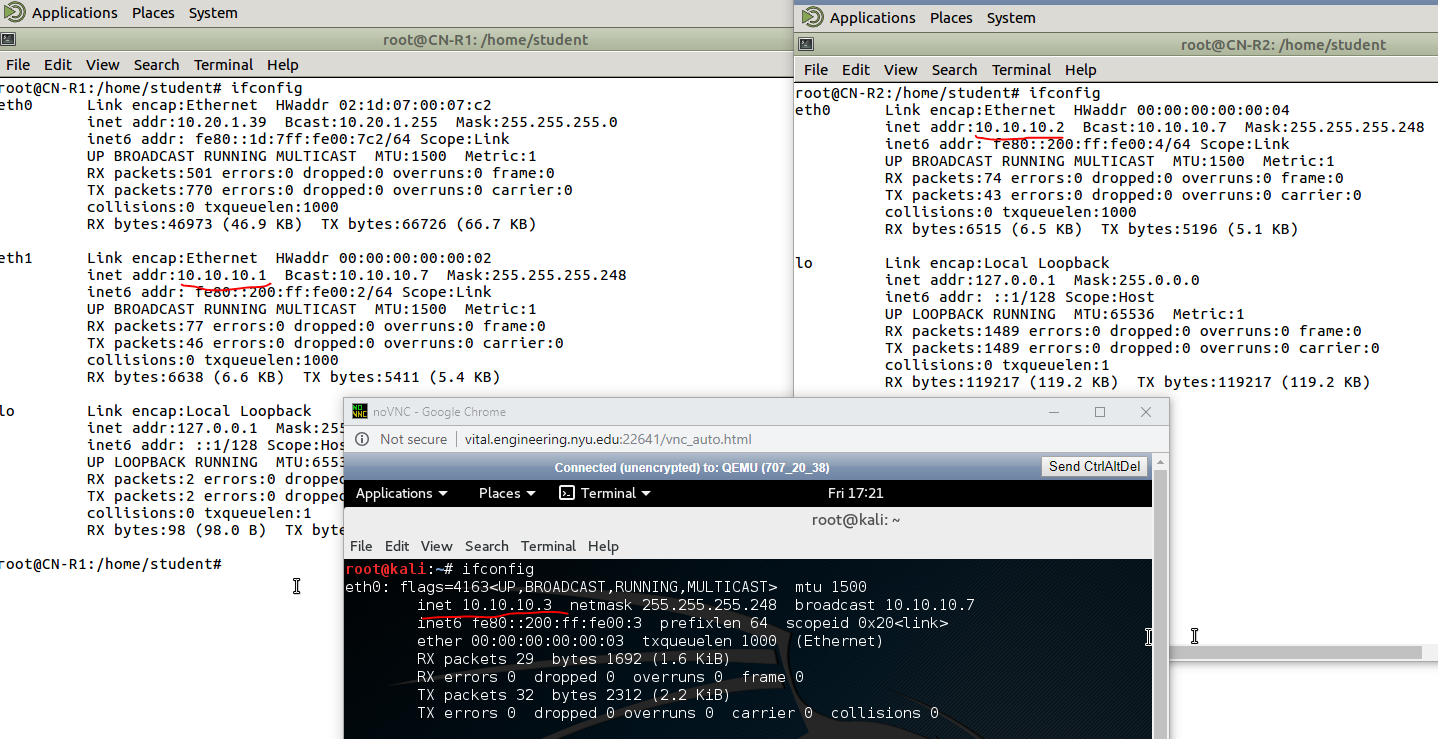 Applications Places System
root@CN-R1: /home/student
File Edit View Search Terminal Help
root@CN-R1:/home/student# ifconfig
eth0 Link encap:Ethernet HWaddr 02:1d:07:00:07:c2
inet addr:10.20.1.39 Bcast:10.20.1.255 Mask:255.255.255.0
inet6 addr: fe80::1d:7ff:fe00:7c2/64 Scope:Link
UP BROADCAST RUNNING MULTICAST MTU:1500 Metric:1
RX packets:501 errors:0 dropped:0 overruns:0 frame:0
TX packets:770 errors:0 dropped:0 overruns:0 carrier:0
collisions:0 txqueuelen:1000
RX bytes:46973 (46.9 KB) TX bytes:66726 (66.7 KB)
eth1 Link encap:Ethernet HWaddr 00:00:00:00:00:02
inet addr:10.10.10.1 Bcast:10.10.10.7 Mask:255.255.255.248
inet6 addr: fe80::200:ff:fe00:2/64 Scope:Link
UP BROADCAST RUNNING MULTICAST MTU:1500 Metric:1
RX packets:77 errors:0 dropped:0 overruns:0 frame:0
TX packets:46 errors:0 dropped:0 overruns:0 carrier:0
collisions:0 txqueuelen:1000
RX bytes:6638 (6.6 KB) TX bytes:5411 (5.4 KB)
lo Link encap:Local Loopback
inet addr:127.0.0.1 Mask:255
inet6 addr: ::1/128 Scope:Hos
UP LOOPBACK RUNNING MTU:6553
RX packets:2 errors:0 dropped
TX packets:2 errors:0 dropped
collisions:0 txqueuelen:1
RX bytes:98 (98.0 B) TX byte
root@CN-R1:/home/student#
Applications Places System
root@CN-R2: /home/student
File Edit View Search Terminal Help
root@CN-R2:/home/student# ifconfig
eth0 Link encap:Ethernet HWaddr 00:00:00:00:00:04
inet addr:10.10.10.2 Bcast:10.10.10.7 Mask:255.255.255.248
inet6 addr: fe80::200:ff:fe00:4/64 Scope:Link
UP BROADCAST RUNNING MULTICAST MTU:1500 Metric:1
RX packets:74 errors:0 dropped:0 overruns:0 frame:0
TX packets:43 errors:0 dropped:0 overruns:0 carrier:0
collisions:0 txqueuelen:1000
RX bytes:6515 (6.5 KB) TX bytes:5196 (5.1 KB)
lo Link encap:Local Loopback
inet addr:127.0.0.1 Mask:255.0.0.0
inet6 addr: ::1/128 Scope:Host
UP LOOPBACK RUNNING MTU:65536 Metric:1
RX packets:1489 errors:0 dropped:0 overruns:0 frame:0
TX packets:1489 errors:0 dropped:0 overruns:0 carrier:0
collisions:0 txqueuelen:1
RX bytes:119217 (119.2 KB) TX bytes:119217 (119.2 KB)
noVNC - Google Chrome
Not secure | vital.engineering.nyu.edu:22641/vnc_auto.html
Connected (unencrypted) to: QEMU (707_20_38)
Send CtrlAltDel
Applications Places Terminal Fri 17:21
root@kali: ~
File Edit View Search Terminal Help
root@kali:~# ifconfig
eth0: flags=4163<UP,BROADCAST,RUNNING,MULTICAST> mtu 1500
inet 10.10.10.3 netmask 255.255.255.248 broadcast 10.10.10.7
inet6 fe80::200:ff:fe00:3 prefixlen 64 scopeid 0x20<link>
ether 00:00:00:00:00:03 txqueuelen 1000 (Ethernet)
RX packets 29 bytes 1692 (1.6 KiB)
RX errors 0 dropped 0 overruns 0 frame 0
TX packets 32 bytes 2312 (2.2 KiB)
TX errors 0 dropped 0 overruns 0 carrier 0 collisions 0